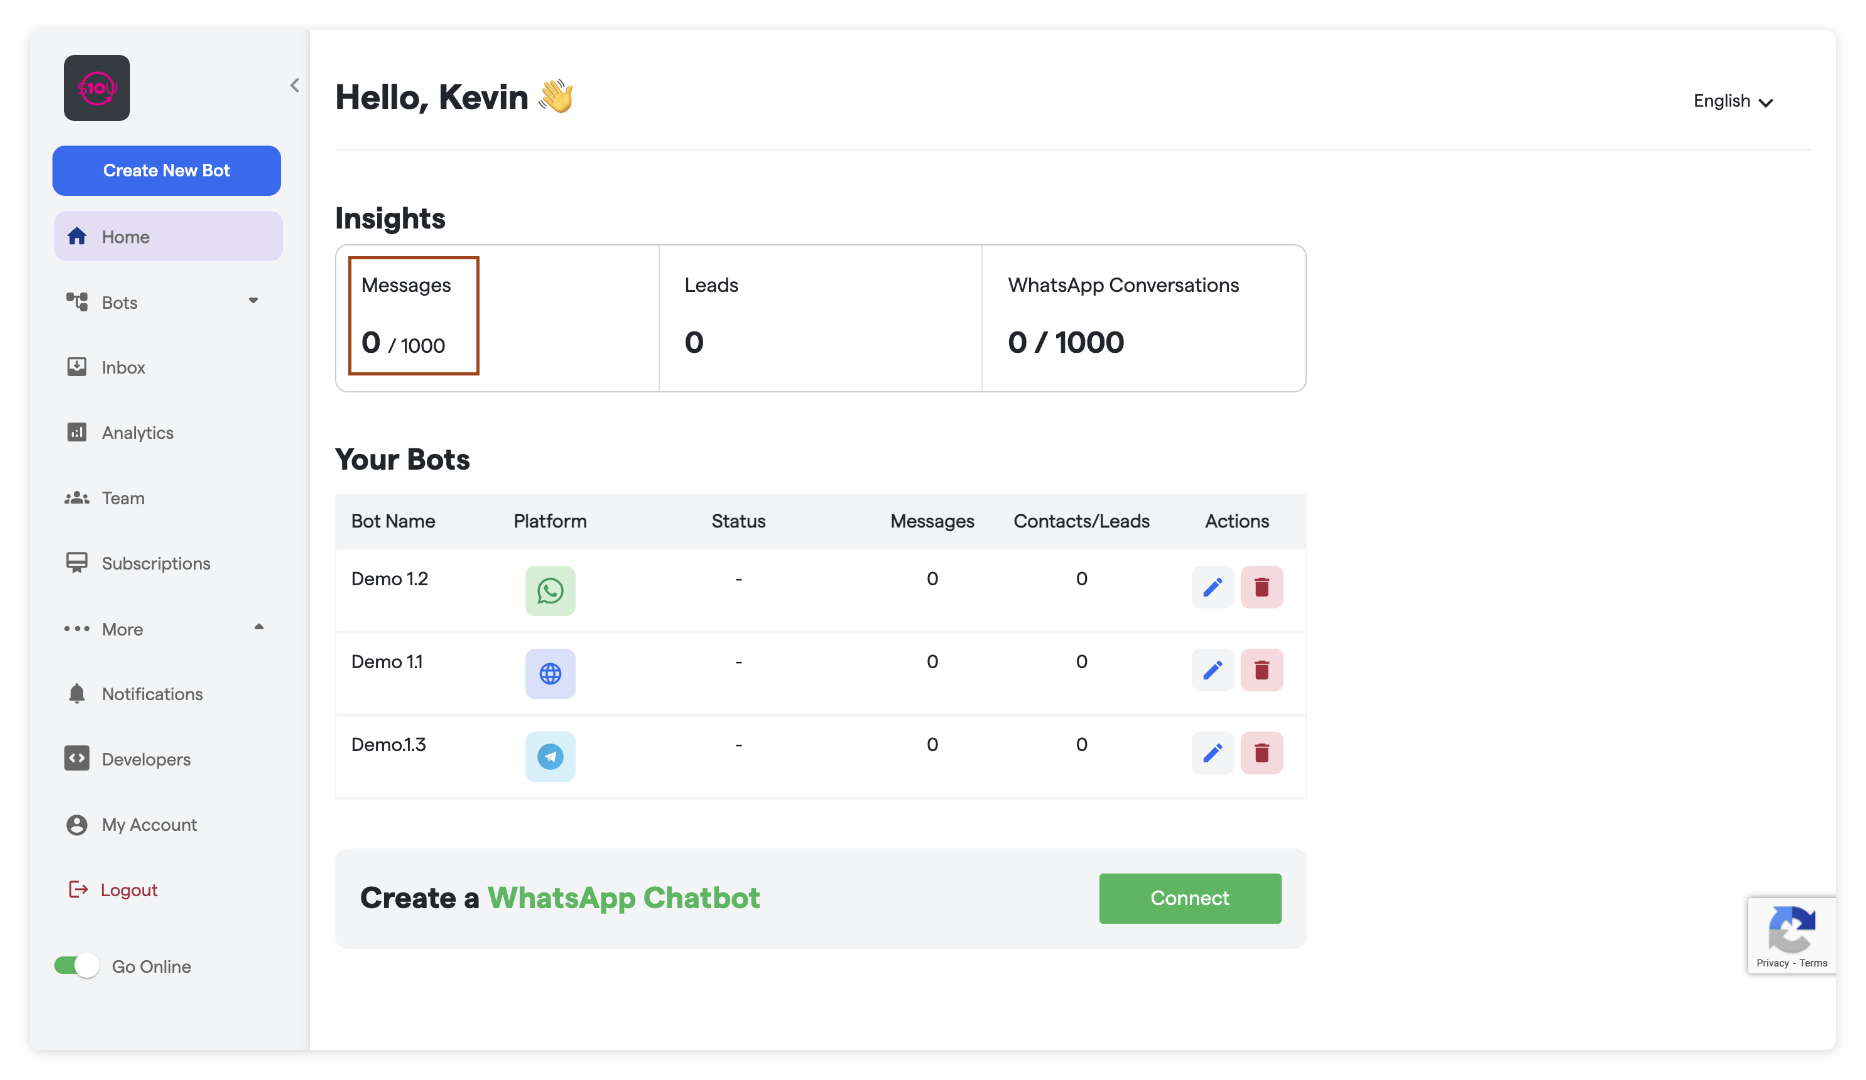 $10U
Create New Bot
Home
Bots
Inbox
Analytics
Team
Subscriptions
More
Notifications
Developers
My Account
Logout
Go Online
Hello, Kevin 👋
English
Insights
Messages
0 / 1000
Leads
0
WhatsApp Conversations
0 / 1000
Your Bots
Bot Name Platform Status Messages Contacts/Leads Actions
Demo 1.2 - 0 0
Demo 1.1 - 0 0
Demo.1.3 - 0 0
Create a WhatsApp Chatbot
Connect
Privacy - Terms